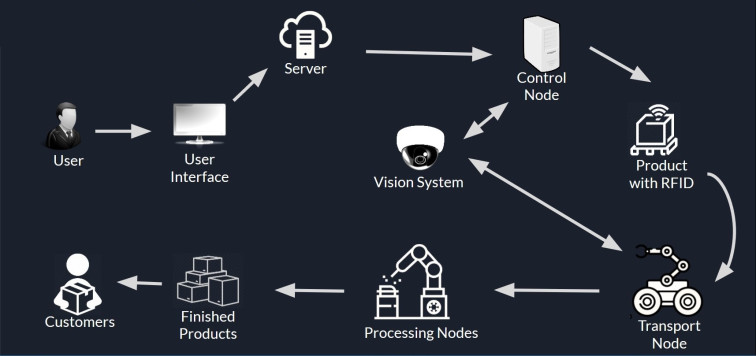 Server
Control
Node
User
User
Interface
Vision System
Product
with RFID
Customers
Finished
Products
Processing Nodes
Transport
Node